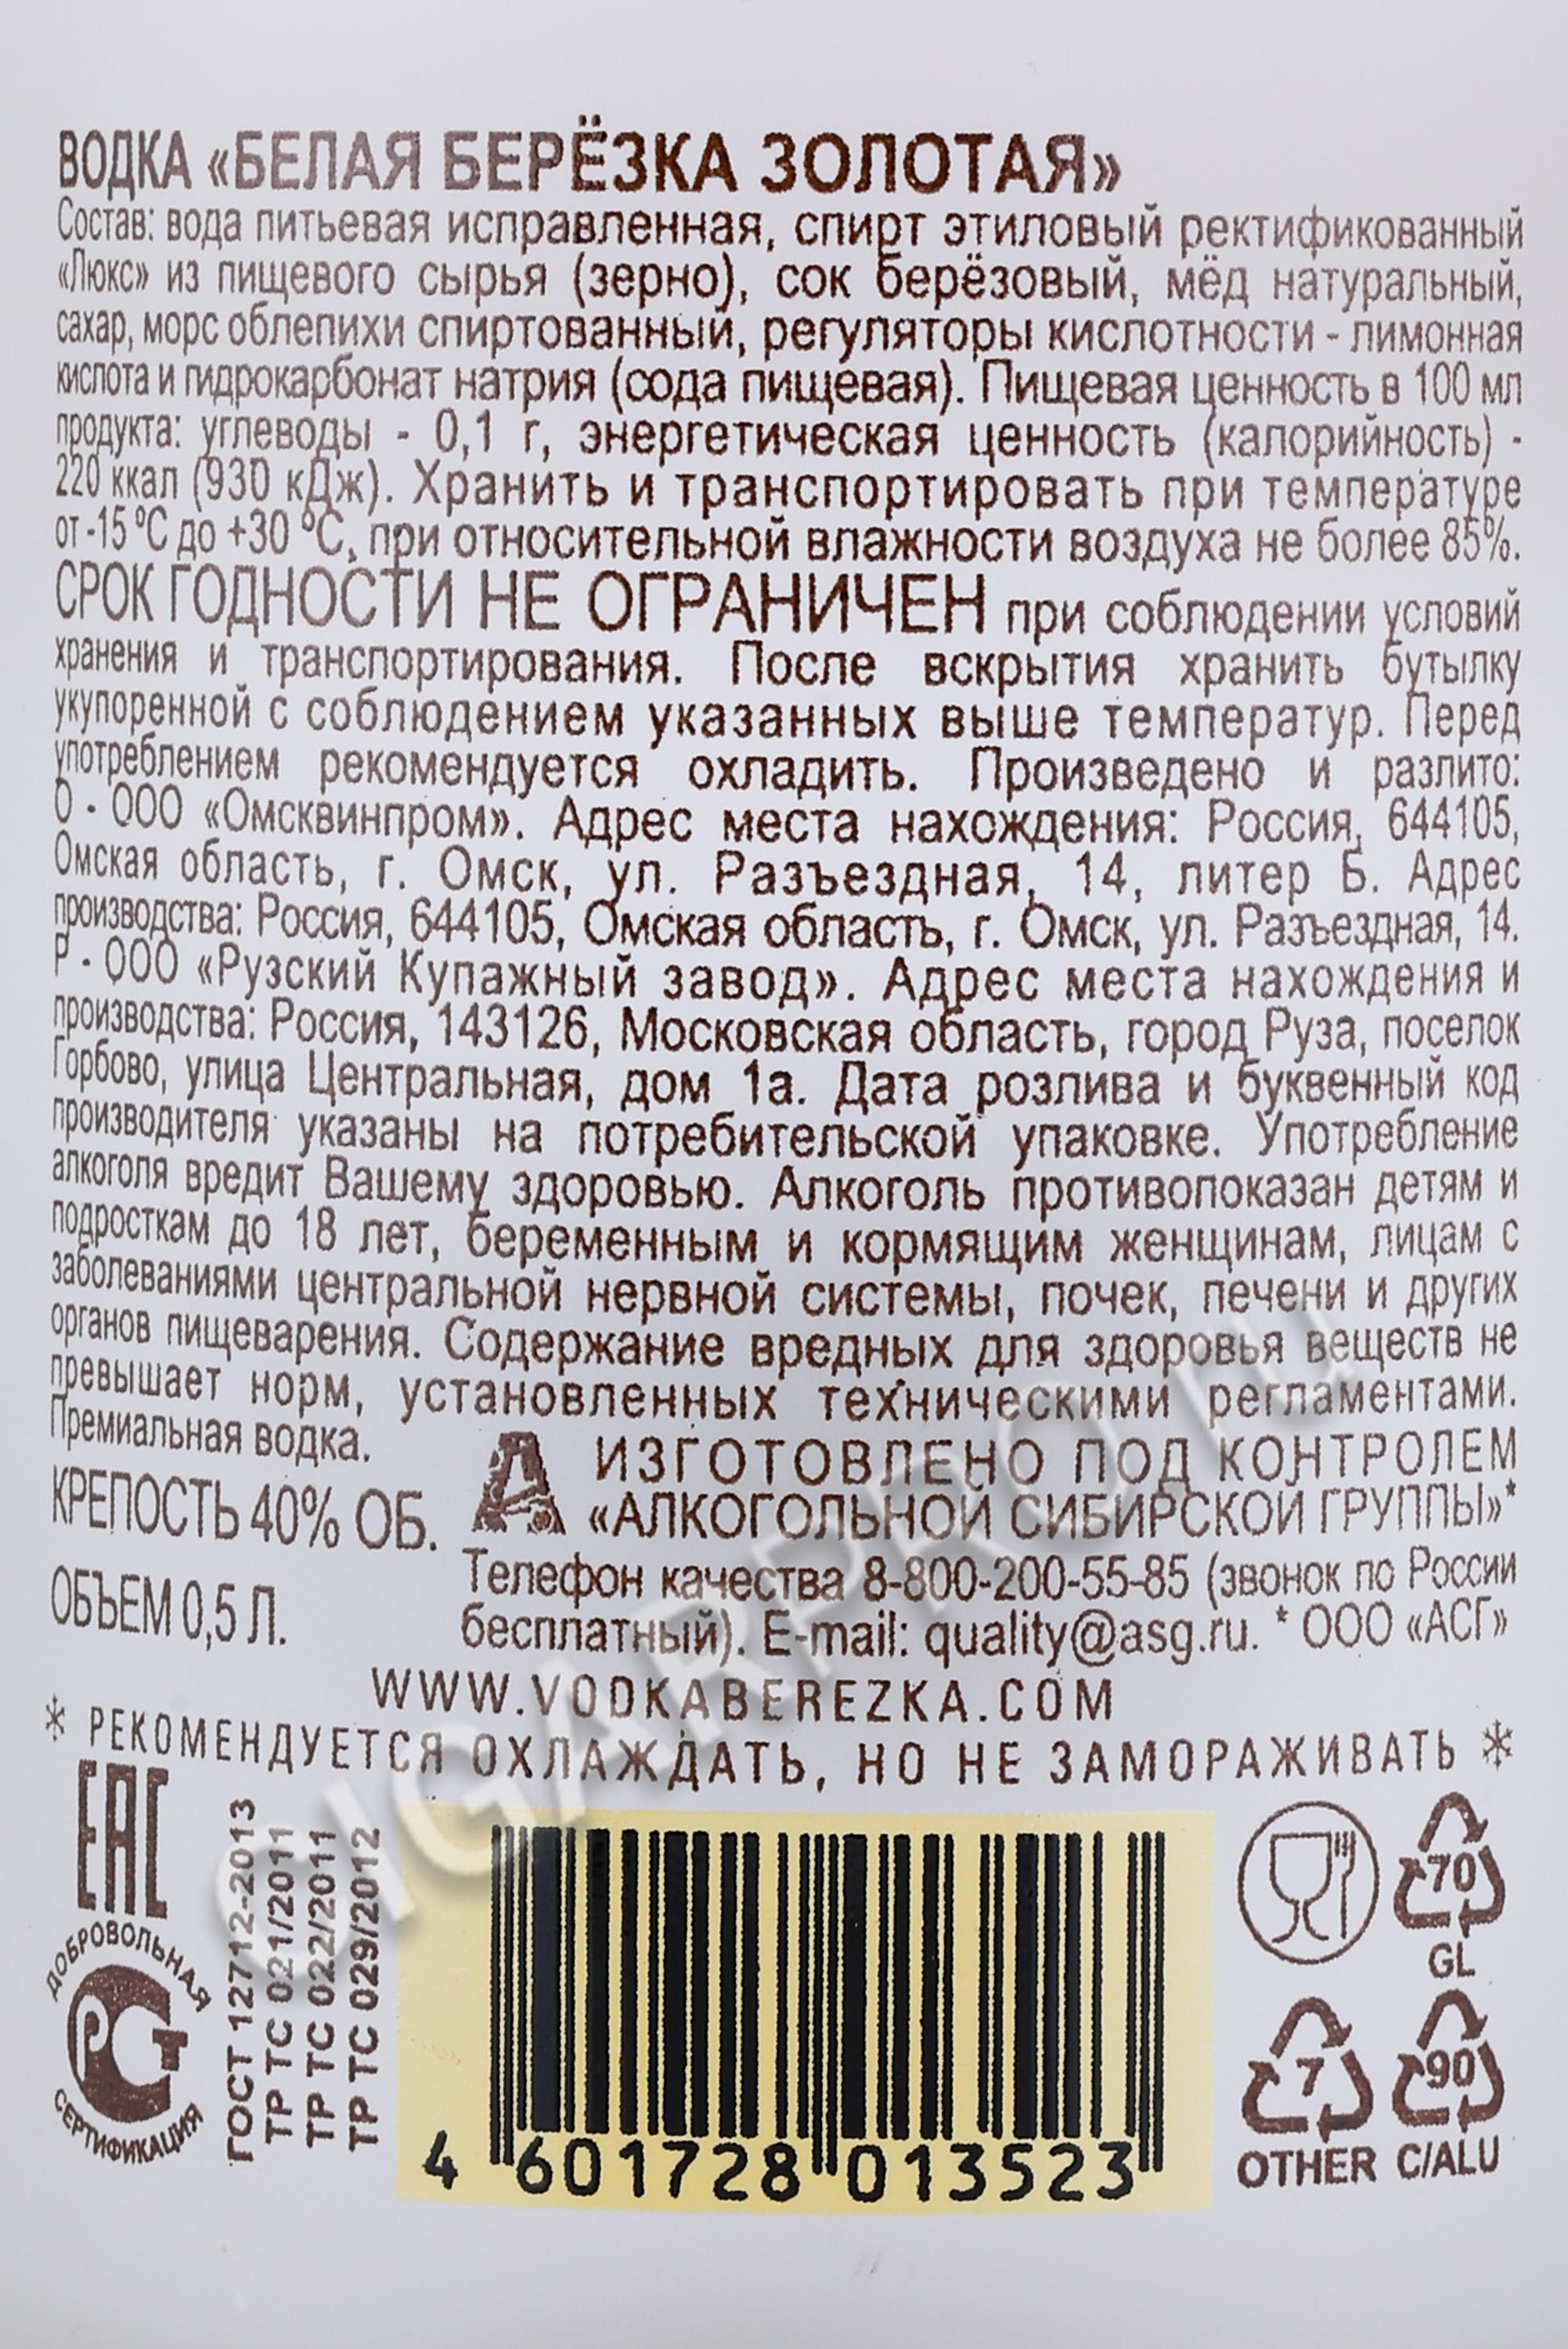 ВОДКА «БЕЛАЯ БЕРЁЗКА ЗОЛОТАЯ»
Состав: вода питьевая исправленная, спирт этиловый ректификованный
«Люкс» из пищевого сырья (зерно), сок берёзовый, мёд натуральный,
сахар, морс облепихи спиртованный, регуляторы кислотности - лимонная
кислота и гидрокарбонат натрия (сода пищевая). Пищевая ценность в 100 мл
продукта: углеводы - 0,1 г, энергетическая ценность (калорийность) -
220 ккал (930 кДж). Хранить и транспортировать при температуре
от -15 °С до +30 °С, при относительной влажности воздуха не более 85%.
СРОК ГОДНОСТИ НЕ ОГРАНИЧЕН при соблюдении условий
хранения и транспортирования. После вскрытия хранить бутылку
укупоренной с соблюдением указанных выше температур. Перед
употреблением рекомендуется охладить. Произведено и разлито:
О - ООО «Омсквинпром». Адрес места нахождения: Россия, 644105,
Омская область, г. Омск, ул. Разъездная, 14, литер Б. Адрес
производства: Россия, 644105, Омская область, г. Омск, ул. Разъездная, 14.
Р - ООО «Рузский Купажный завод». Адрес места нахождения и
производства: Россия, 143126, Московская область, город Руза, поселок
Горбово, улица Центральная, дом 1а. Дата розлива и буквенный код
производителя указаны на потребительской упаковке. Употребление
алкоголя вредит Вашему здоровью. Алкоголь противопоказан детям и
подросткам до 18 лет, беременным и кормящим женщинам, лицам с
заболеваниями центральной нервной системы, почек, печени и других
органов пищеварения. Содержание вредных для здоровья веществ не
превышает норм, установленных техническими регламентами.
Премиальная водка.
КРЕПОСТЬ 40% ОБ.
ОБЪЕМ 0,5 Л.
ИЗГОТОВЛЕНО ПОД КОНТРОЛЕМ
«АЛКОГОЛЬНОЙ СИБИРСКОЙ ГРУППЫ»*
Телефон качества 8-800-200-55-85 (звонок по России
бесплатный). E-mail: quality@asg.ru. * ООО «АСГ»
WWW.VODKABEREZKA.COM
* РЕКОМЕНДУЕТСЯ ОХЛАЖДАТЬ, НО НЕ ЗАМОРАЖИВАТЬ *
EAC
ДОБРОВОЛЬНАЯ
СЕРТИФИКАЦИЯ
ГОСТ 12712-2013
ТР ТС 021/2011
ТР ТС 022/2011
ТР ТС 029/2012
4 601728 013523
70
GL
7
OTHER
90
C/ALU
CIGARPRO.ru